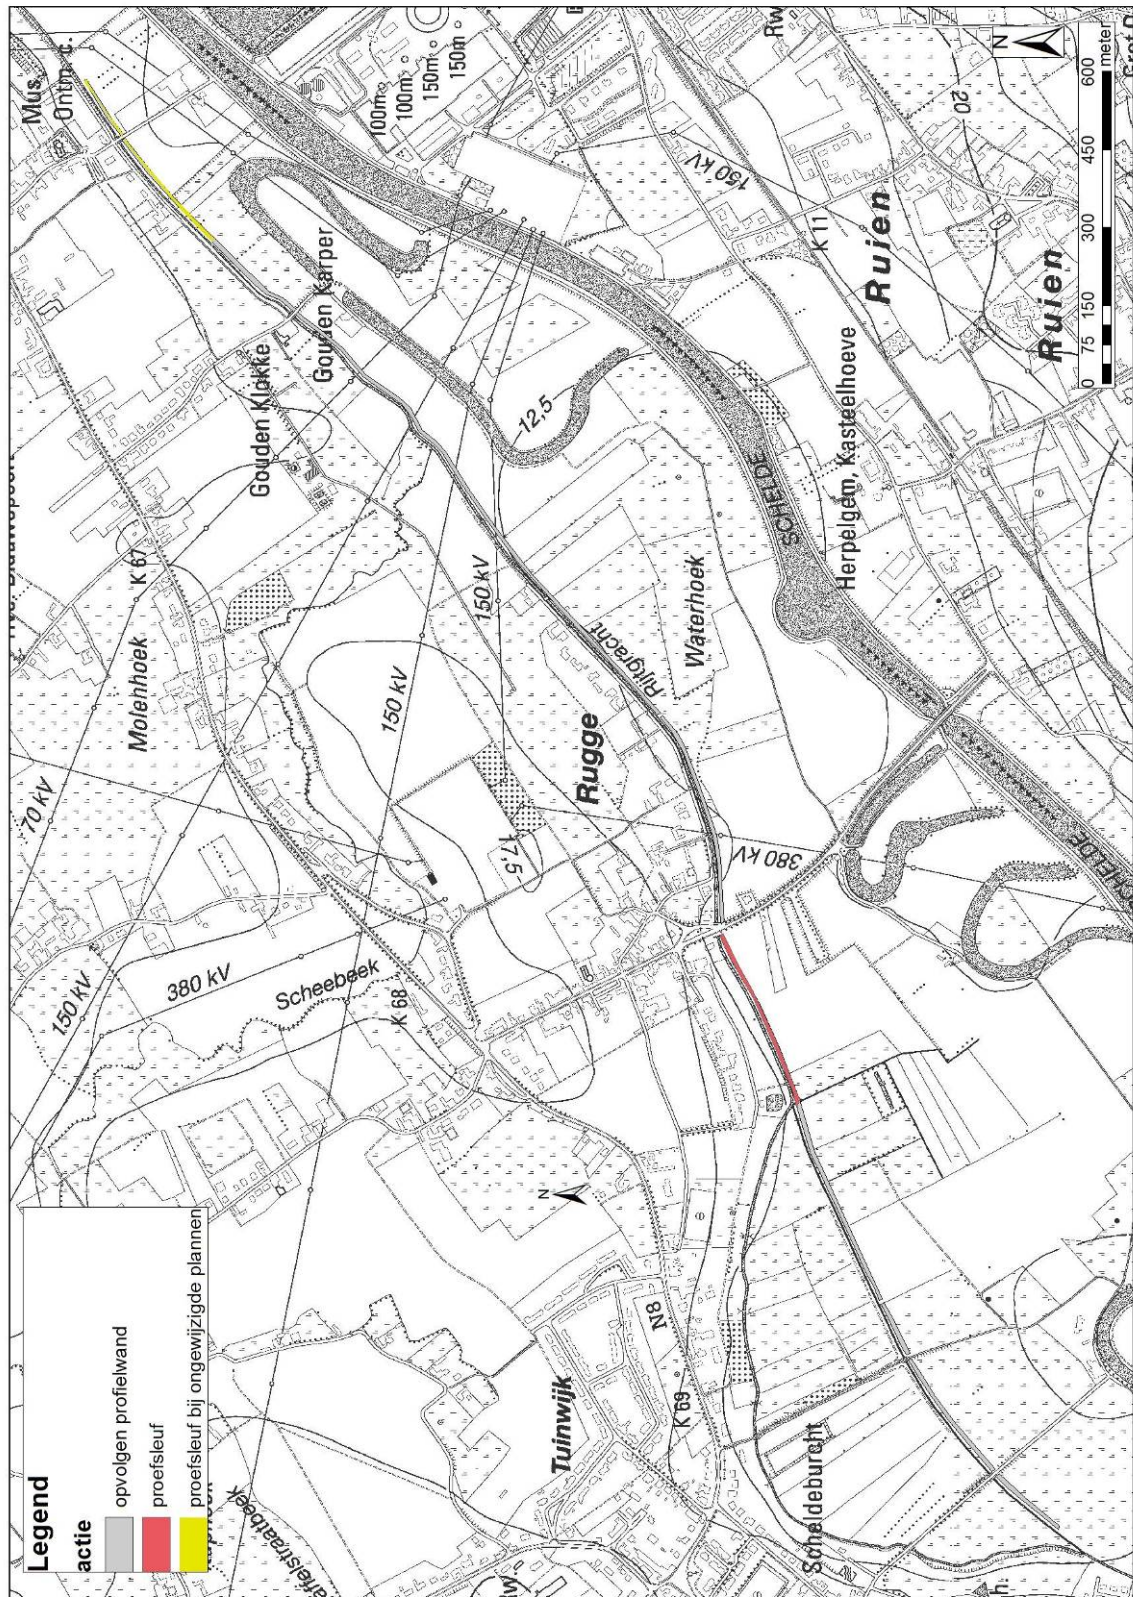 Legend
actie
opvolgen profielwand
proefsleuf
proefsleuf bij ongewijzigde plannen
70 kV
150 kV
380 kV
Scheebeek
K 68
Molenhoek
K 67
150 kV
17,5
Rugge
150 kV
Gouden Klokke
Gouden Karper
Mus.
Ontm. c.
100m
100m
150m
150m
Rijtgracht
Waterhoek
12,5
SCHELDE
380 kV
Tuinwijk
N8
K 69
Scheldeburcht
Herpelgem
Kasteelhoeve
SCHELDE
150 kV
K 11
Ruien
Ruien
20
N
N
0 75 150 300 450 600
meter